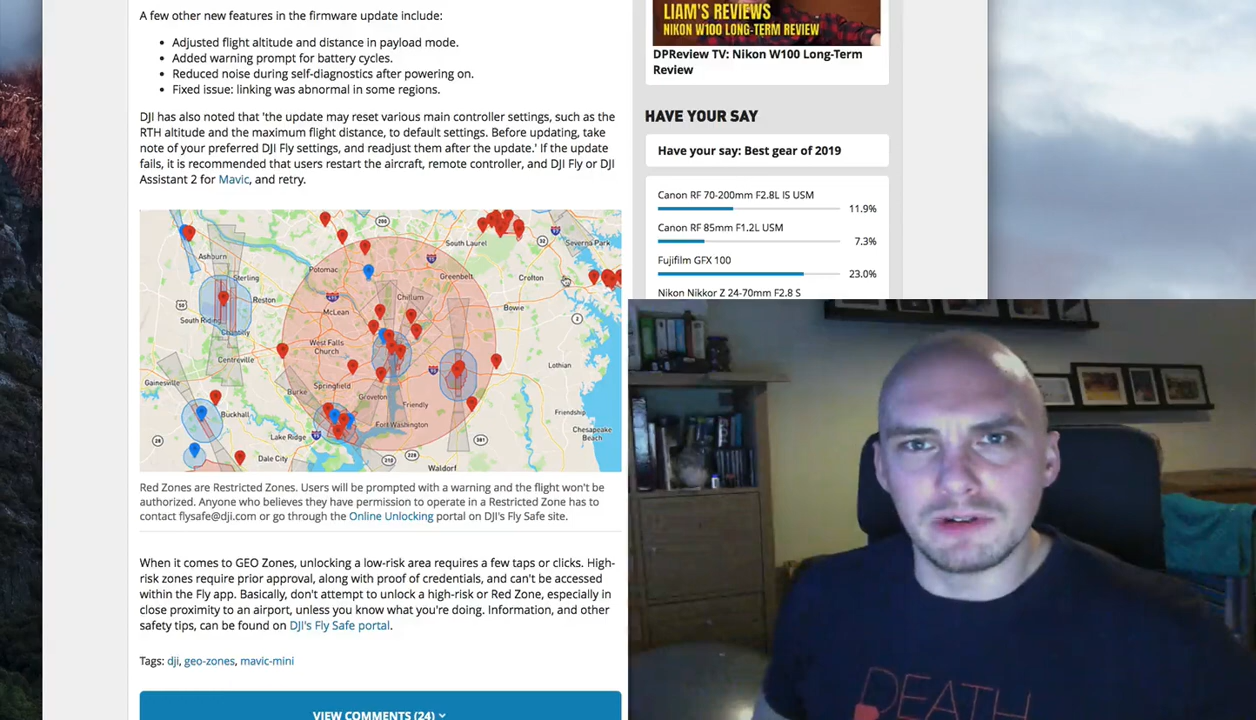 A few other new features in the firmware update include:
Adjusted flight altitude and distance in payload mode.
Added warning prompt for battery cycles.
Reduced noise during self-diagnostics after powering on.
Fixed issue: linking was abnormal in some regions.
DJI has also noted that 'the update may reset various main controller settings, such as the
RTH altitude and the maximum flight distance, to default settings. Before updating, take
note of your preferred DJI Fly settings, and readjust them after the update.' If the update
fails, it is recommended that users restart the aircraft, remote controller, and DJI Fly or DJI
Assistant 2 for Mavic, and retry.
Ashburn
Sterling
Reston
South Riding
Chantilly
Centreville
Gainesville
Buckhall
Lake Ridge
Dale City
Potomac
McLean
West Falls
Church
Springfield
Burke
Groveton
Friendly
Fort Washington
Waldorf
Chillum
Greenbelt
South Laurel
Crofton
Bowie
Severna Park
Lothian
Friendship
Chesapeake
Beach
Red Zones are Restricted Zones. Users will be prompted with a warning and the flight won't be
authorized. Anyone who believes they have permission to operate in a Restricted Zone has to
contact flysafe@dji.com or go through the Online Unlocking portal on DJI's Fly Safe site.
When it comes to GEO Zones, unlocking a low-risk area requires a few taps or clicks. High-
risk zones require prior approval, along with proof of credentials, and can't be accessed
within the Fly app. Basically, don't attempt to unlock a high-risk or Red Zone, especially in
close proximity to an airport, unless you know what you're doing. Information, and other
safety tips, can be found on DJI's Fly Safe portal.
Tags: dji, geo-zones, mavic-mini
VIEW COMMENTS (24)
LIAM'S REVIEWS
NIKON W100 LONG-TERM REVIEW
DPReview TV: Nikon W100 Long-Term
Review
HAVE YOUR SAY
Have your say: Best gear of 2019
Canon RF 70-200mm F2.8L IS USM
11.9%
Canon RF 85mm F1.2L USM
7.3%
Fujifilm GFX 100
23.0%
Nikon Nikkor Z 24-70mm F2.8 S
DEATH